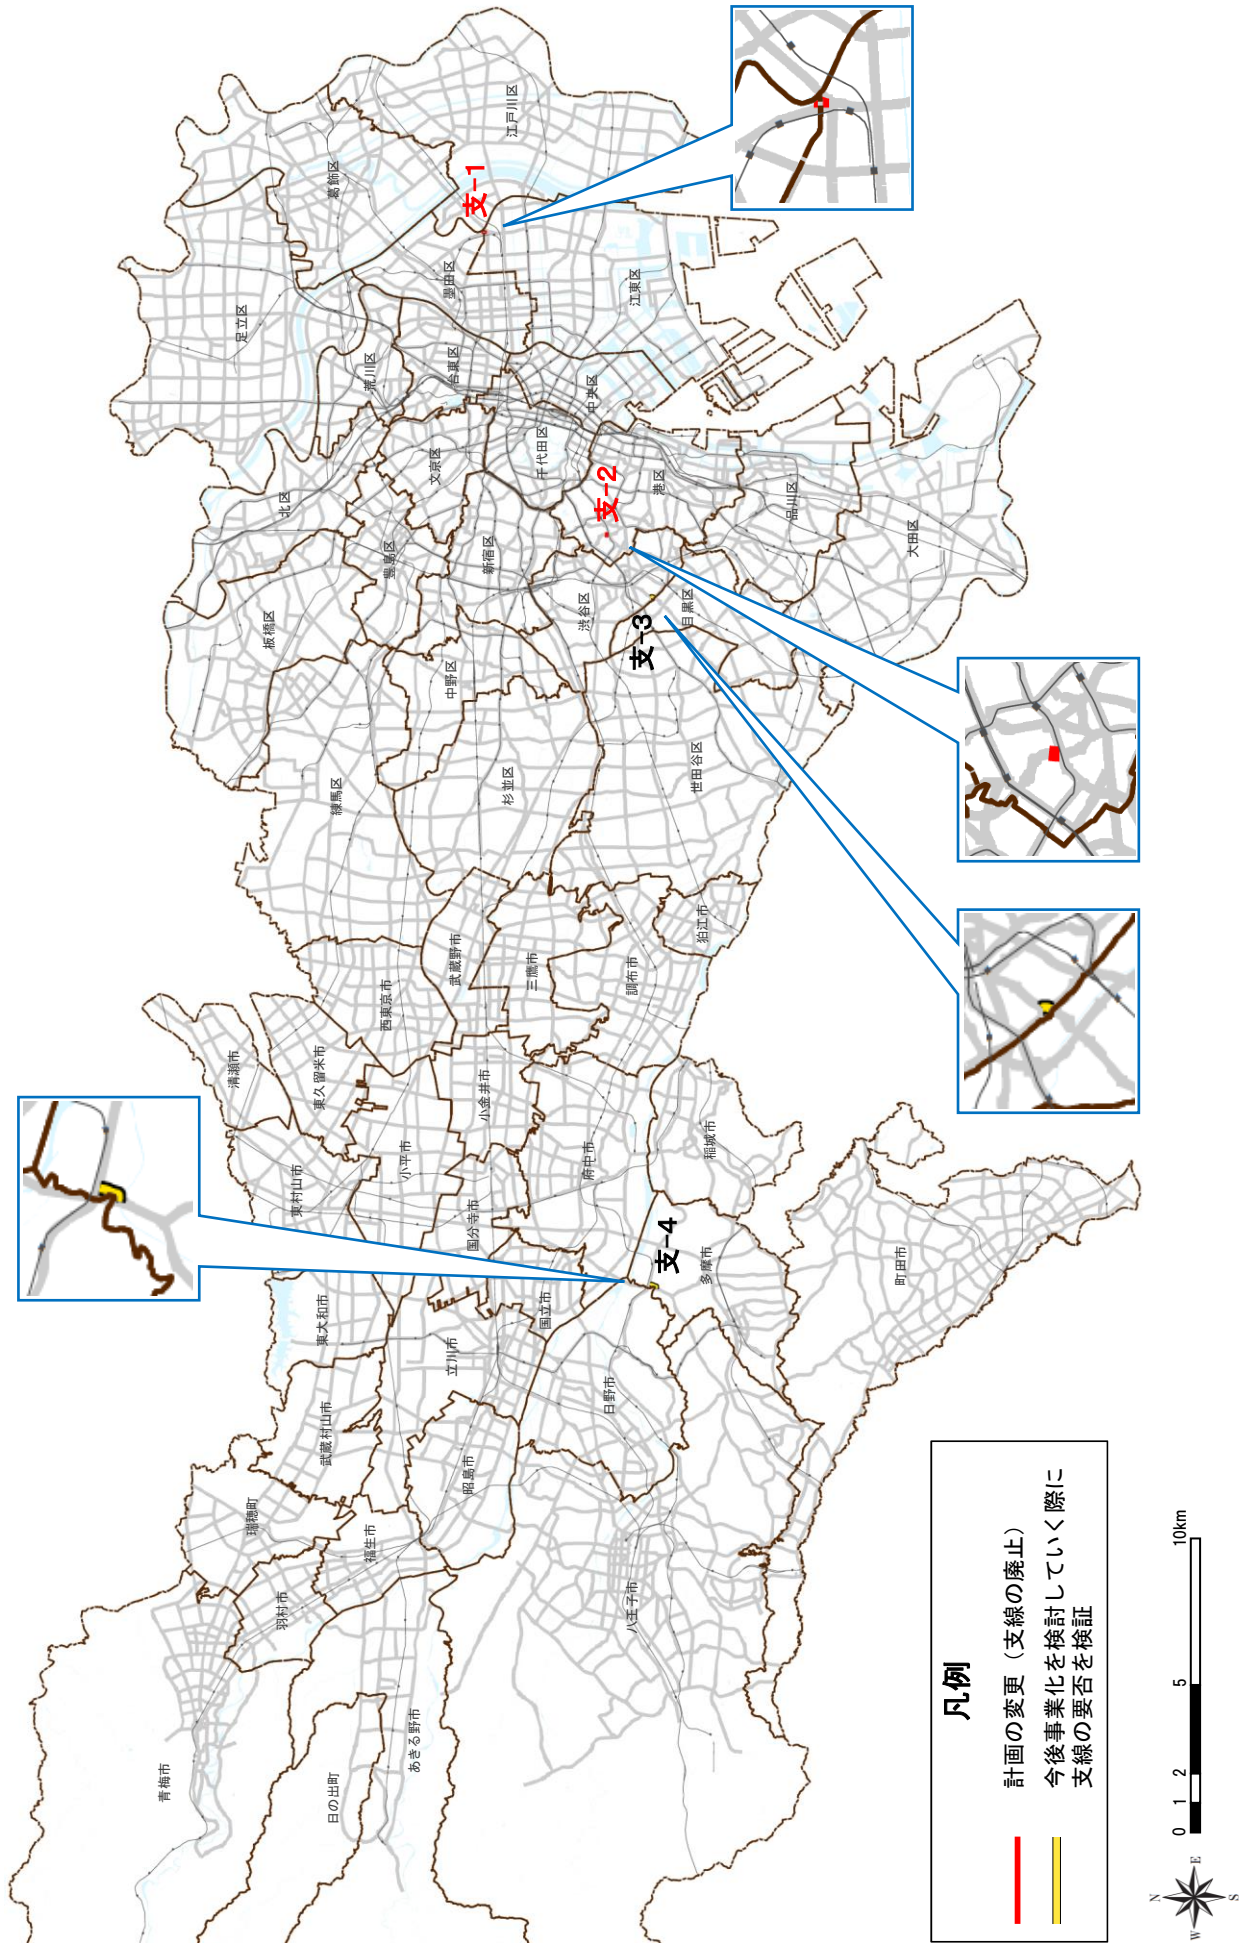 青梅市
日の出町
あきる野市
羽村市
瑞穂町
福生市
武蔵村山市
昭島市
八王子市
東大和市
立川市
国立市
日野市
東村山市
小平市
国分寺市
府中市
多摩市
支-4
清瀬市
東久留米市
小金井市
稲城市
町田市
西東京市
武蔵野市
三鷹市
調布市
狛江市
練馬区
杉並区
世田谷区
板橋区
中野区
豊島区
新宿区
渋谷区
支-3
目黒区
北区
文京区
千代田区
支-2
港区
品川区
大田区
足立区
荒川区
台東区
中央区
葛飾区
墨田区
江東区
支-1
江戸川区
凡例
計画の変更（支線の廃止）
今後事業化を検討していく際に
支線の要否を検証
0 1 2 5 10km
N
W E
S